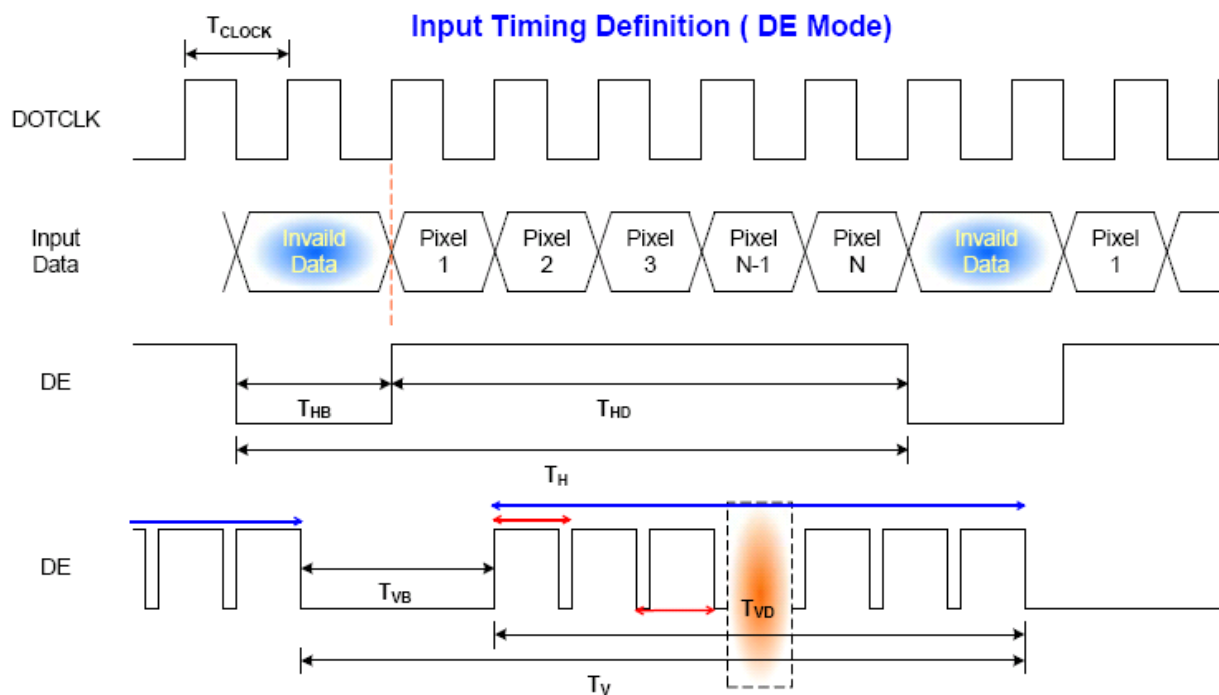 Input Timing Definition ( DE Mode)
TCLOCK
DOTCLK
Input
Data
Invaild
Data
Pixel
1
Pixel
2
Pixel
3
Pixel
N-1
Pixel
N
Invaild
Data
Pixel
1
DE
THB
THD
TH
DE
TVB
TVD
TV